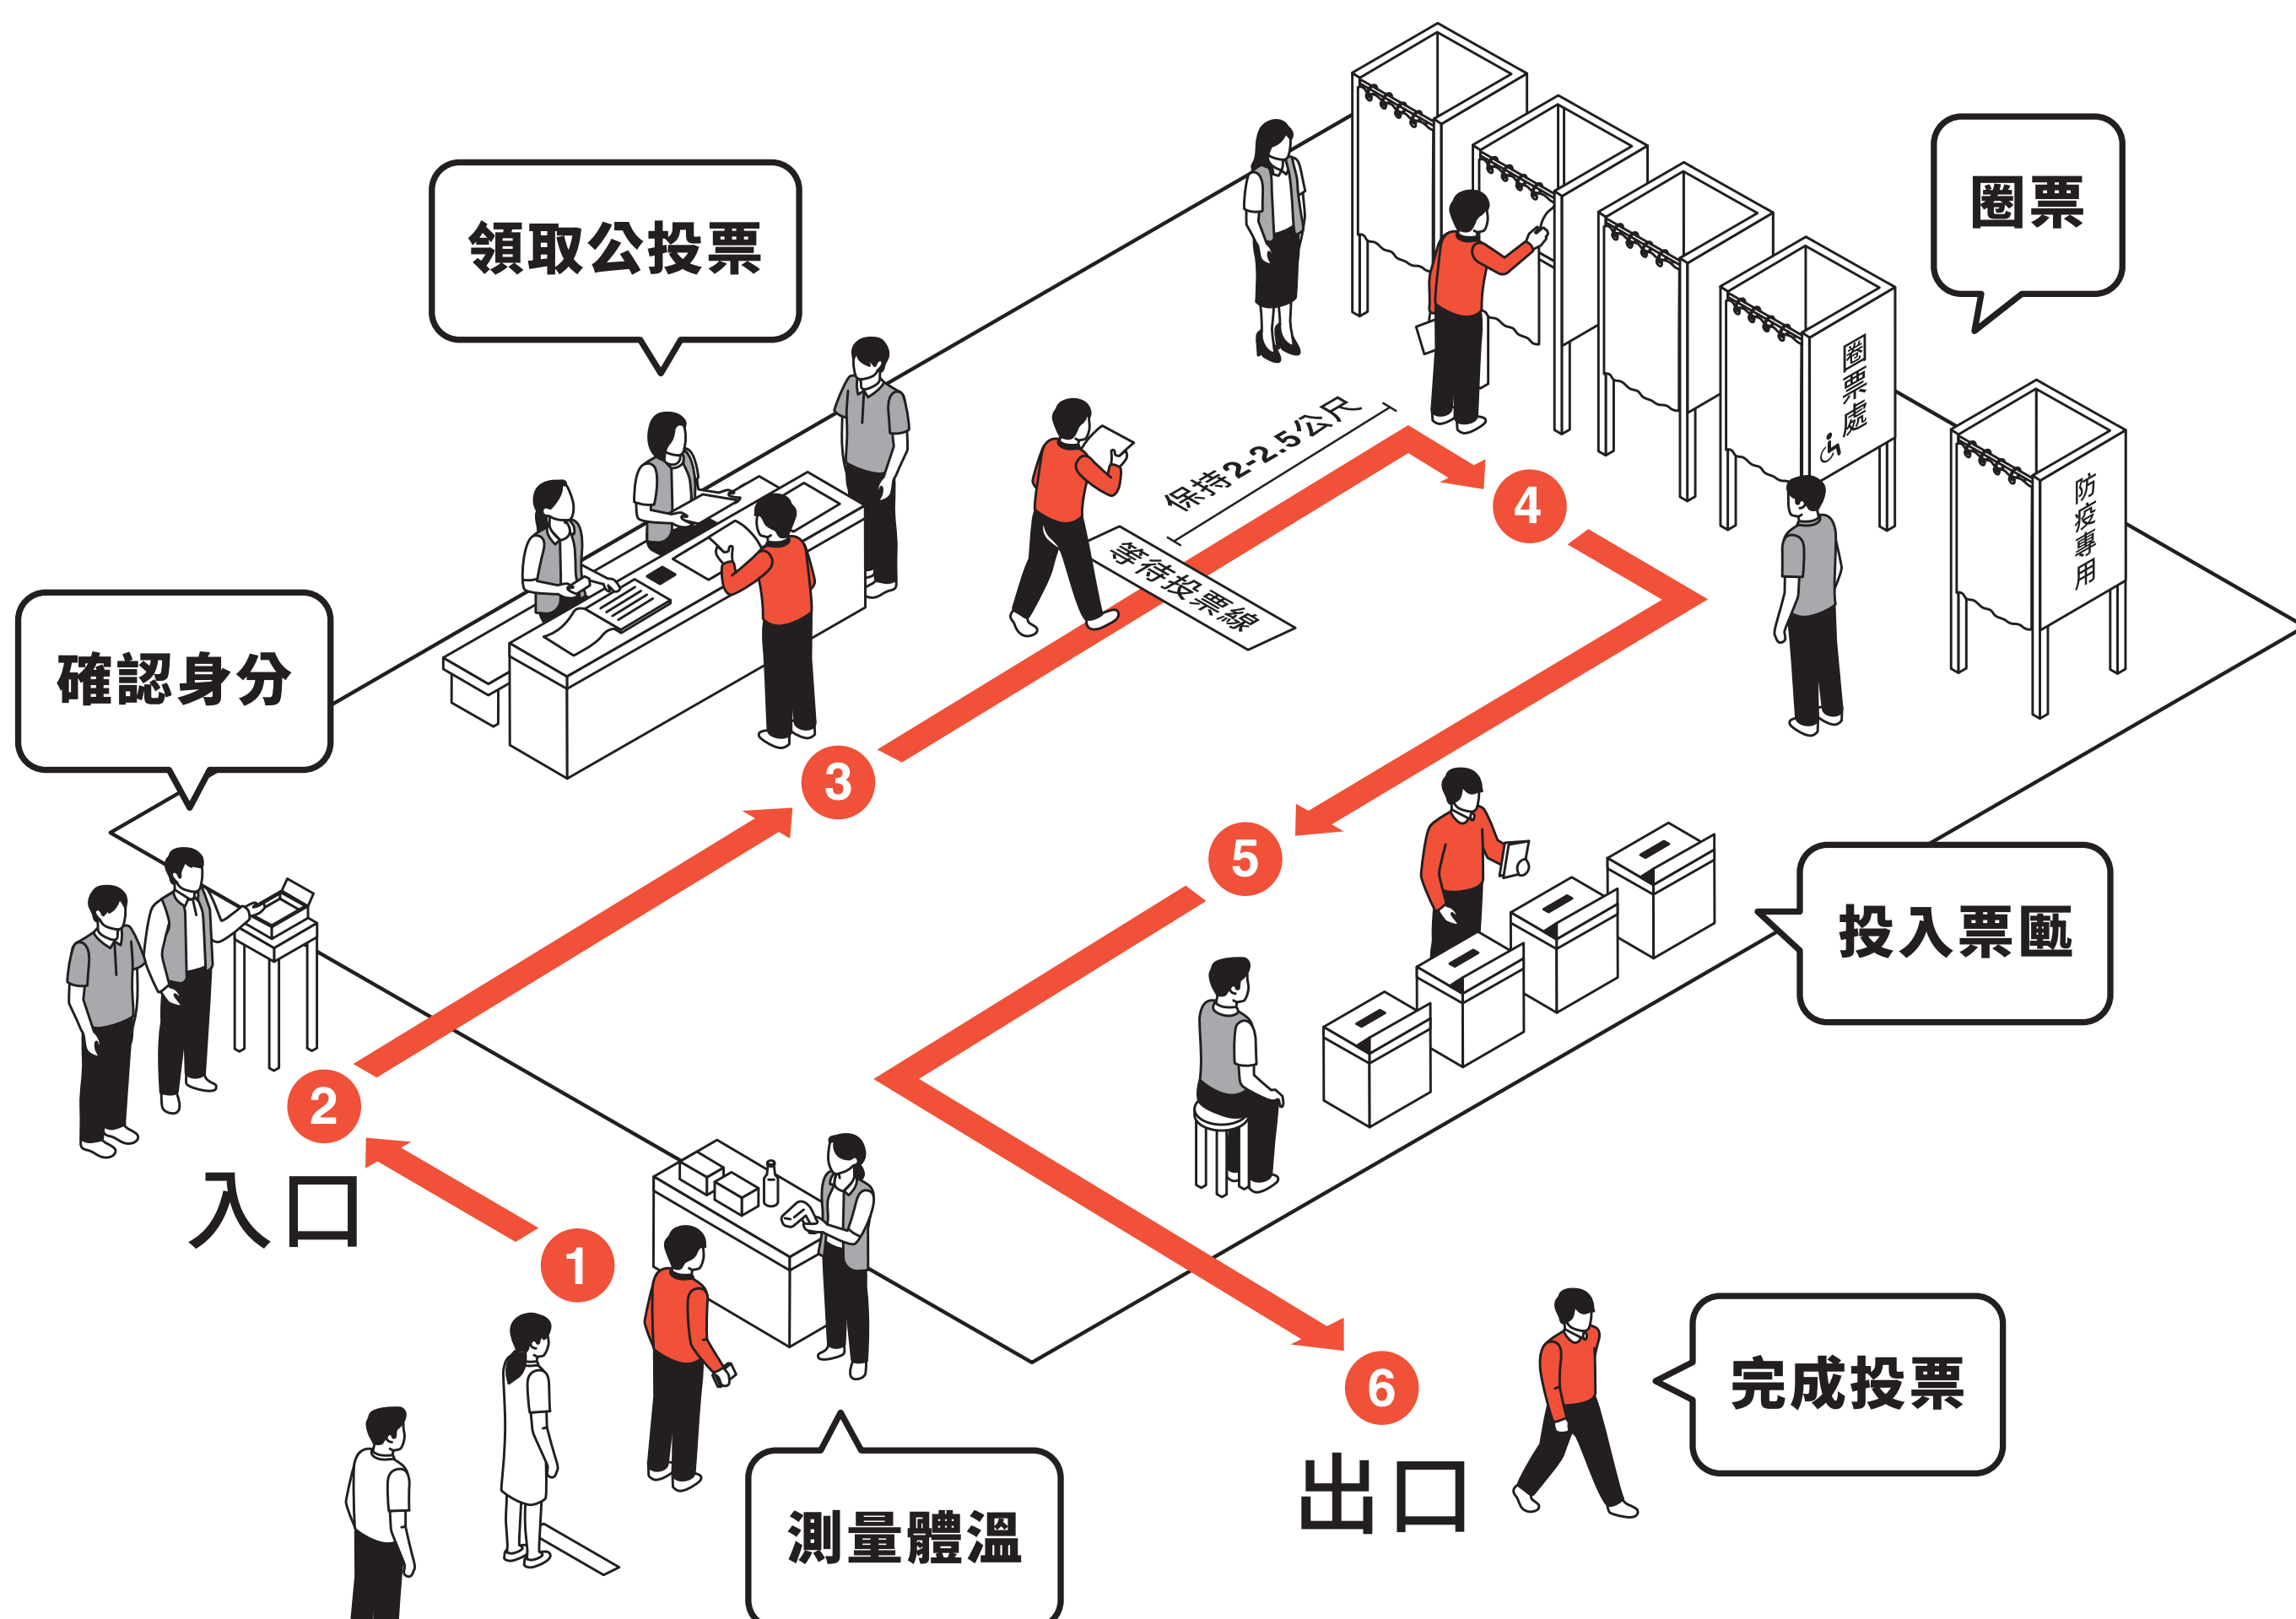 領取公投票
圈票
確認身分
保持2-2.5公尺
等待投票線
圈票處
防疫專用
3
4
5
投入票匭
2
入口
1
測量體溫
6
出口
完成投票